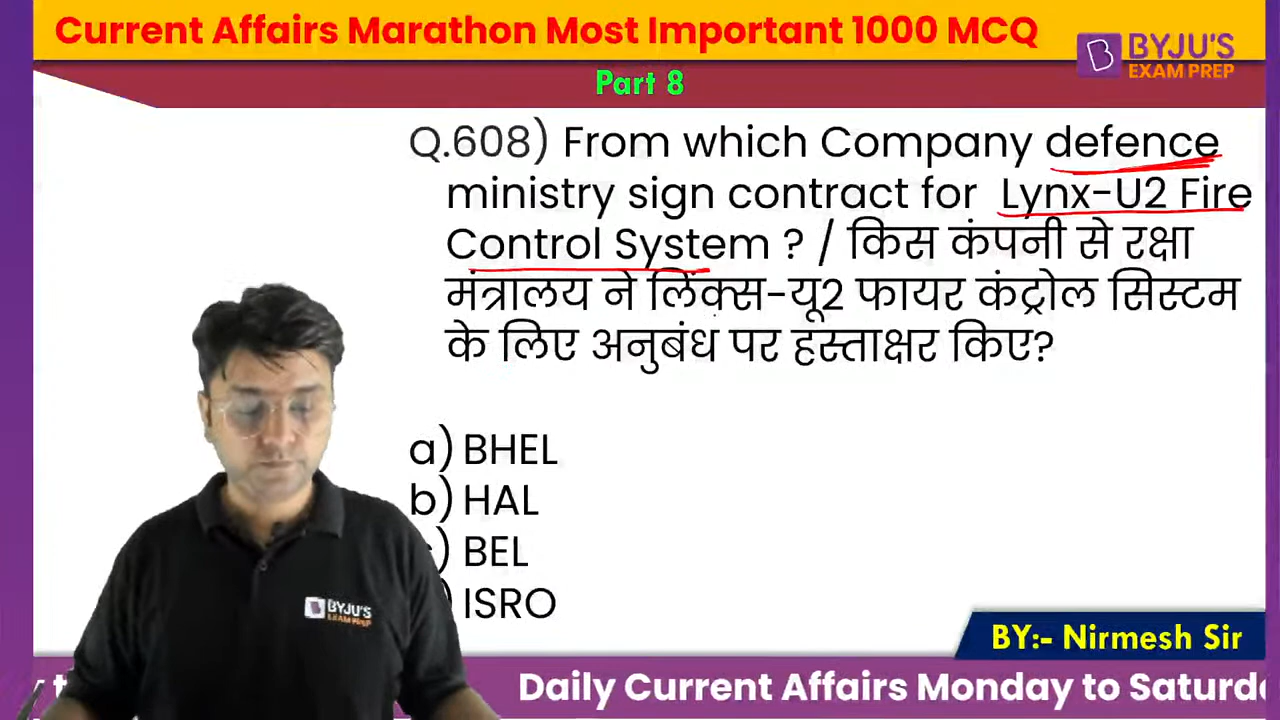 Current Affairs Marathon Most Important 1000 MCQ
BYJU'S
EXAM PREP
Part 8
Q.608) From which Company defence
ministry sign contract for Lynx-U2 Fire
Control System ? / किस कंपनी से रक्षा
मंत्रालय ने लिंक्स-यू2 फायर कंट्रोल सिस्टम
के लिए अनुबंध पर हस्ताक्षर किए?
a) BHEL
b) HAL
) BEL
) ISRO
BYJU'S
EXAM PREP
BY:- Nirmesh Sir
Daily Current Affairs Monday to